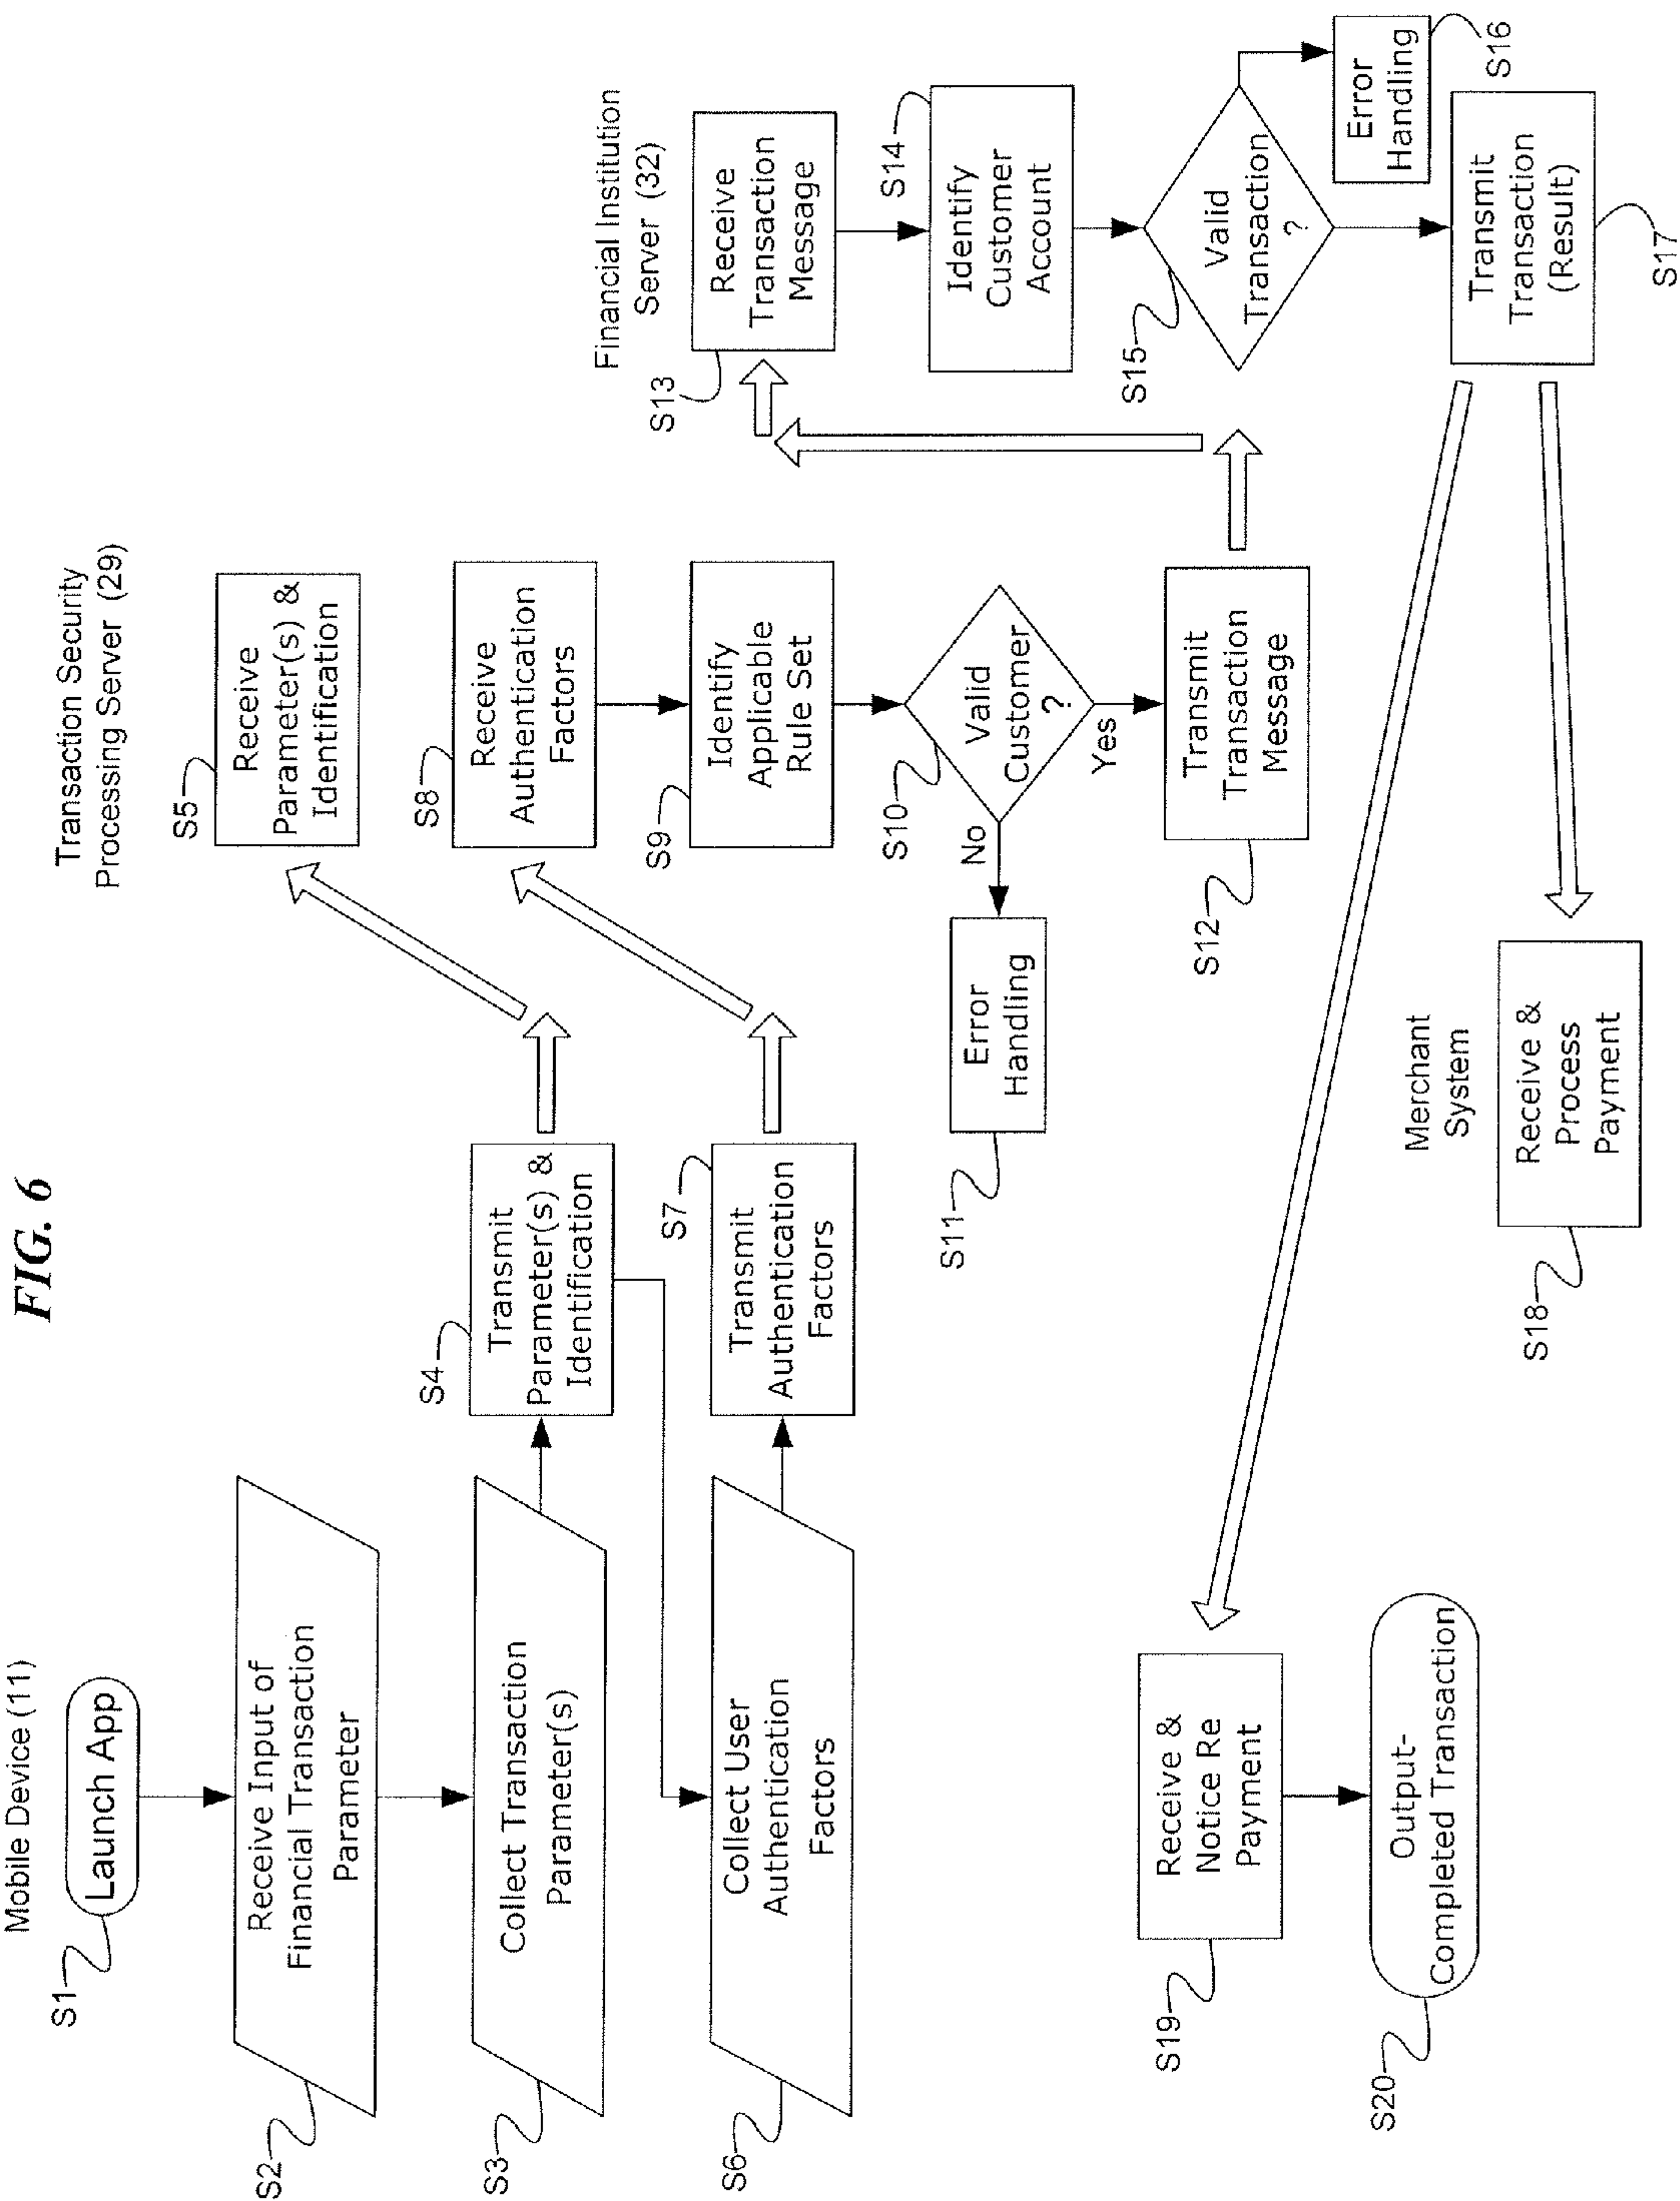 FIG. 6
Mobile Device (11)
S1
Launch App
S2
Receive Input of
Financial Transaction
Parameter
S3
Collect Transaction
Parameter(s)
S4
Transmit
Parameter(s) &
Identification
Transaction Security
Processing Server (29)
S5
Receive
Parameter(s) &
Identification
S6
Collect User
Authentication
Factors
S7
Transmit
Authentication
Factors
S8
Receive
Authentication
Factors
S9
Identify
Applicable
Rule Set
S10
Valid
Customer
?
No
Yes
S11
Error
Handling
S12
Transmit
Transaction
Message
Financial Institution
Server (32)
S13
Receive
Transaction
Message
S14
Identify
Customer
Account
S15
Valid
Transaction
?
Error
Handling
S16
Transmit
Transaction
(Result)
S17
Merchant
System
S18
Receive &
Process
Payment
S19
Receive &
Notice Re
Payment
S20
Output-
Completed Transaction